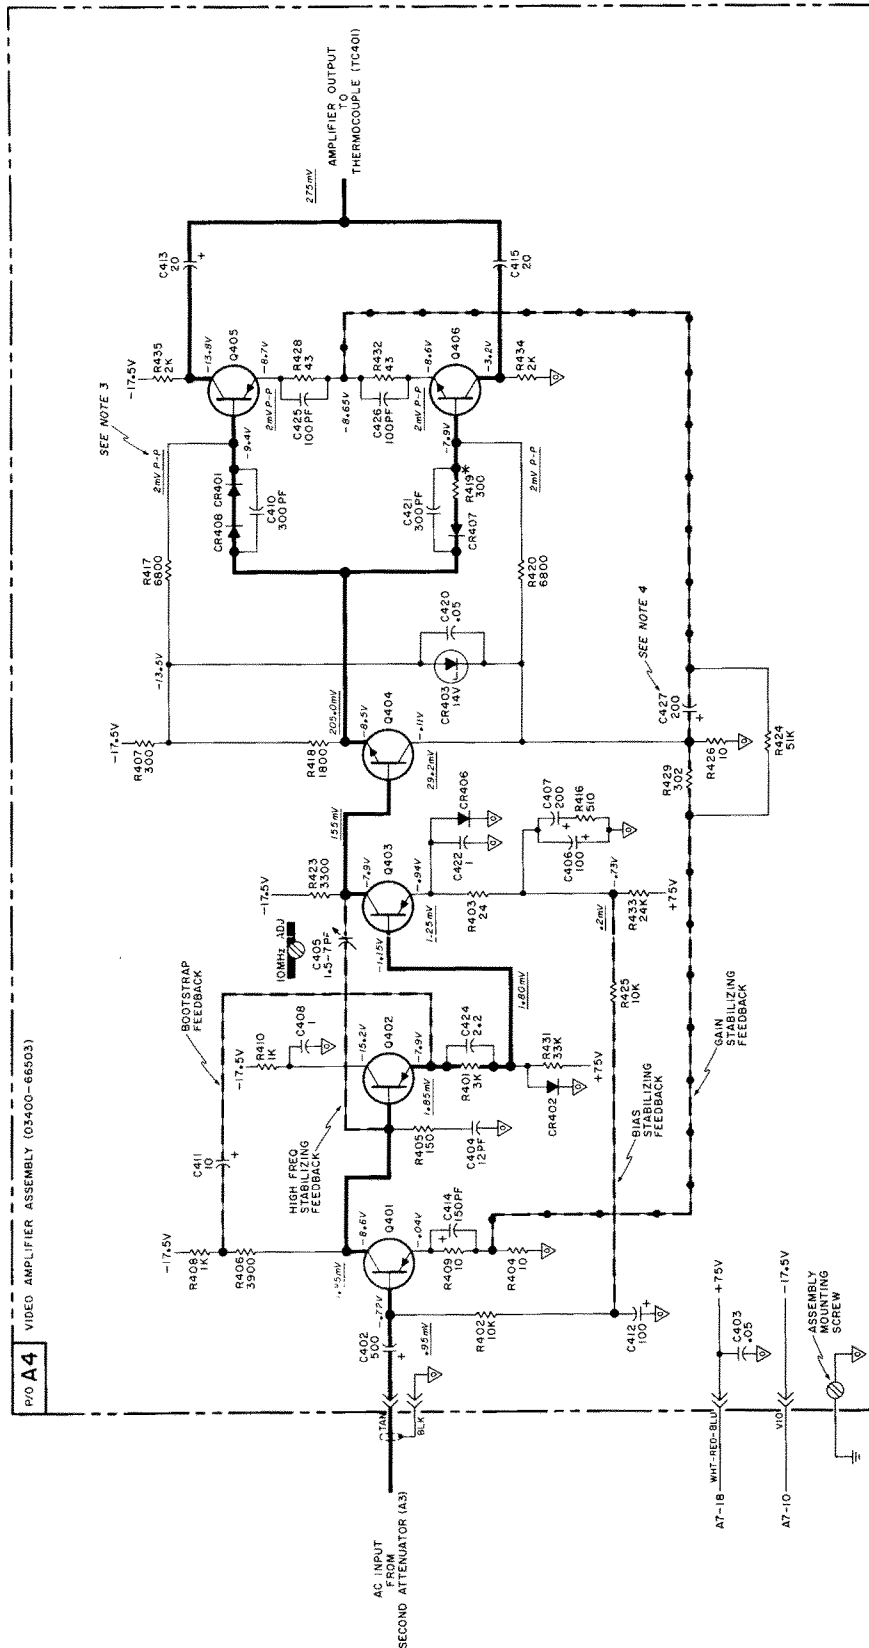 P/O A4 VIDEO AMPLIFIER ASSEMBLY (03400-66503)
AC INPUT
FROM
SECOND ATTENUATOR (A3)
TAN
BLK
C402
500
+
.95mV
-.72V
R402
10K
C412
100
+
-17.5V
R408
1K
R406
3900
C411
10
+
BOOTSTRAP
FEEDBACK
-8.6V
Q401
-.04V
R409
10
C414
150PF
+
R404
10
HIGH FREQ
STABILIZING
FEEDBACK
R405
150
C404
12PF
-17.5V
R410
1K
C408
1
-15.2V
Q402
-7.9V
1.85mV
R401
3K
C424
2.2
1.80mV
R431
33K
CR402
+75V
10MHz ADJ
C405
1.5-7PF
-17.5V
R423
3300
155mV
-7.9V
Q403
-1.15V
-.94V
1.25mV
C422
1
CR406
R403
24
C407
200
+
R416
510
C406
100
+
-.73V
.2mV
R433
24K
+75V
R425
10K
BIAS
STABILIZING
FEEDBACK
GAIN
STABILIZING
FEEDBACK
-17.5V
R407
300
-13.5V
R418
1800
205.0mV
-8.5V
Q404
-.11V
29.2mV
CR403
14V
C420
.05
R417
6800
R420
6800
SEE NOTE 3
2mV P-P
CR408 CR401
C410
300PF
-9.4V
C421
300PF
R419*
300
CR407
-7.9V
2mV P-P
-17.5V
R435
2K
-13.8V
Q405
-8.7V
2mV P-P
C425
100PF
R428
43
-8.65V
C426
100PF
R432
43
2mV P-P
-8.6V
Q406
-3.2V
R434
2K
C413
20
+
C415
20
275mV
AMPLIFIER OUTPUT
TO
THERMOCOUPLE (TC401)
SEE NOTE 4
C427
200
+
R429
302
R426
10
R424
51K
A7-18
WHT-RED-BLU
+75V
C403
.05
A7-10
VIO
-17.5V
ASSEMBLY
MOUNTING
SCREW